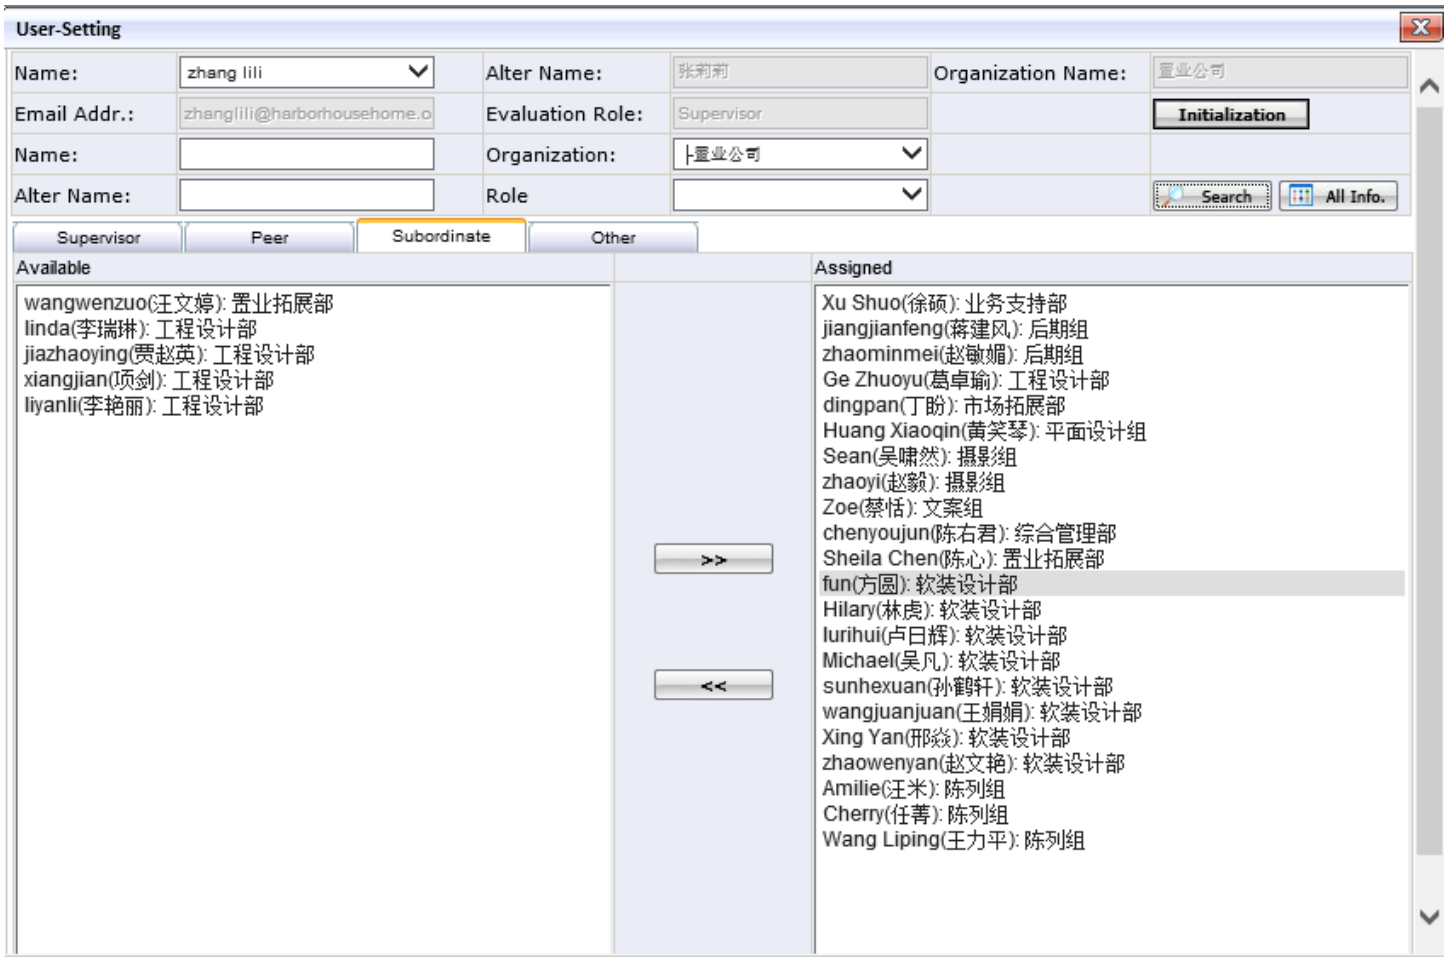 User-Setting
Name: zhang lili Alter Name: 张莉莉 Organization Name: 置业公司
Email Addr.: zhanglili@harborhousehome.o Evaluation Role: Supervisor Initialization
Name: Organization: ├置业公司
Alter Name: Role Search All Info.
Supervisor Peer Subordinate Other
Available Assigned
wangwenzuo(汪文婷): 置业拓展部
linda(李瑞琳): 工程设计部
jiazhaoying(贾赵英): 工程设计部
xiangjian(项剑): 工程设计部
liyanli(李艳丽): 工程设计部
>>
<<
Xu Shuo(徐硕): 业务支持部
jiangjianfeng(蒋建风): 后期组
zhaominmei(赵敏媚): 后期组
Ge Zhuoyu(葛卓瑜): 工程设计部
dingpan(丁盼): 市场拓展部
Huang Xiaoqin(黄笑琴): 平面设计组
Sean(吴啸然): 摄影组
zhaoyi(赵毅): 摄影组
Zoe(蔡恬): 文案组
chenyoujun(陈右君): 综合管理部
Sheila Chen(陈心): 置业拓展部
fun(方圆): 软装设计部
Hilary(林虎): 软装设计部
lurihui(卢日辉): 软装设计部
Michael(吴凡): 软装设计部
sunhexuan(孙鹤轩): 软装设计部
wangjuanjuan(王娟娟): 软装设计部
Xing Yan(邢焱): 软装设计部
zhaowenyan(赵文艳): 软装设计部
Amilie(汪米): 陈列组
Cherry(任菁): 陈列组
Wang Liping(王力平): 陈列组